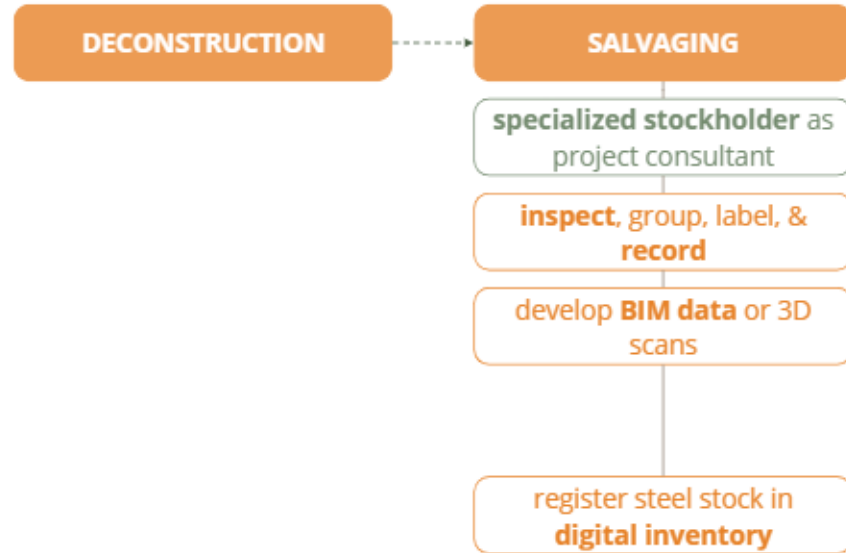 DECONSTRUCTION
SALVAGING
specialized stockholder as
project consultant
inspect, group, label, &
record
develop BIM data or 3D
scans
register steel stock in
digital inventory